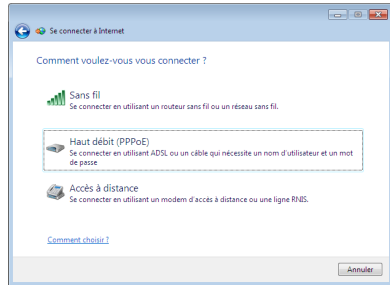 Se connecter à Internet
Comment voulez-vous vous connecter ?
Sans fil
Se connecter en utilisant un routeur sans fil ou un réseau sans fil.
Haut débit (PPPoE)
Se connecter en utilisant ADSL ou un câble qui nécessite un nom d'utilisateur et un mot
de passe
Accès à distance
Se connecter en utilisant un modem d'accès à distance ou une ligne RNIS.
Comment choisir ?
Annuler